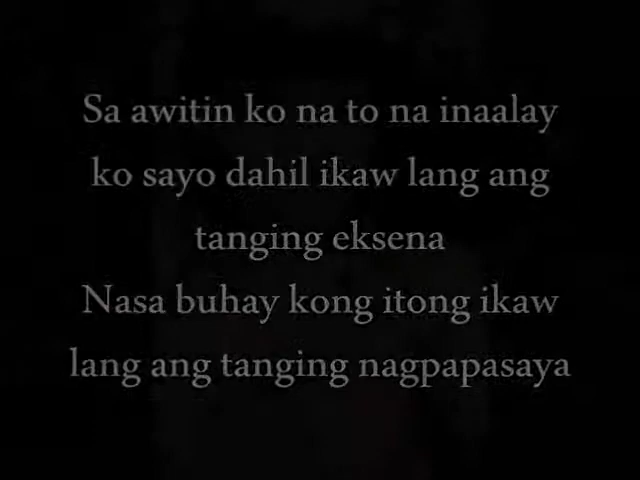 Sa awitin ko na to na inaalay
ko sayo dahil ikaw lang ang
tanging eksena
Nasa buhay kong itong ikaw
lang ang tanging nagpapasaya